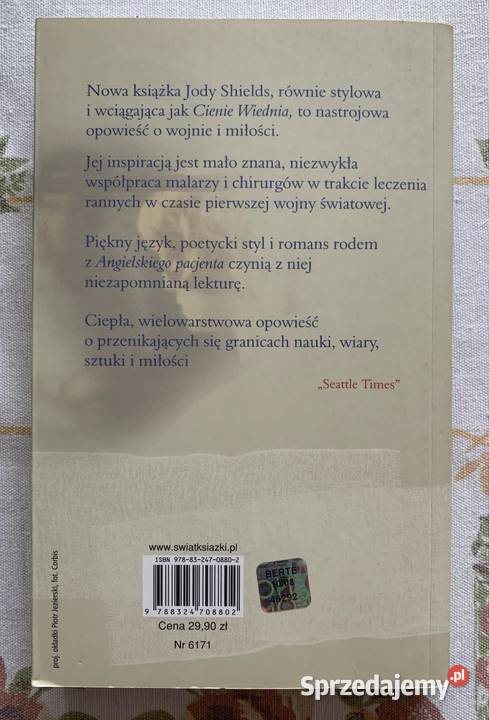 Nowa książka Jody Shields, równie stylowa
i wciągająca jak Cienie Wiednia, to nastrojowa
opowieść o wojnie i miłości.
Jej inspiracją jest mało znana, niezwykła
współpraca malarzy i chirurgów w trakcie leczenia
rannych w czasie pierwszej wojny światowej.
Piękny język, poetycki styl i romans rodem
z Angielskiego pacjenta czynią z niej
niezapomnianą lekturę.
Ciepła, wielowarstwowa opowieść
o przenikających się granicach nauki, wiary,
sztuki i miłości
„Seattle Times”
proj. okładki Piotr Jezierski, fot. Corbis
www.swiatksiazki.pl
ISBN 978-83-247-0880-2
9 788324 708802
Cena 29,90 zł
Nr 6171
BERTE
Sprzedajemy.pl